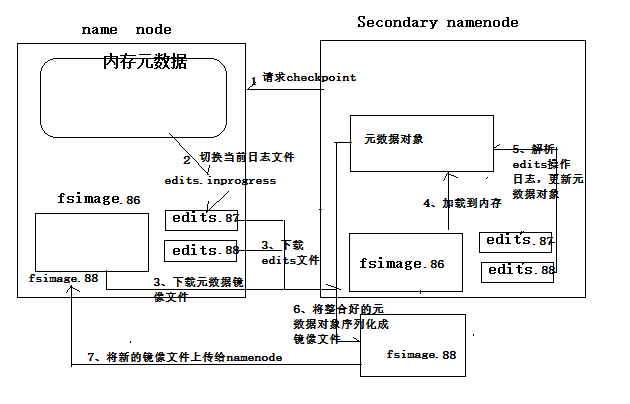 name node
Secondary namenode
内存元数据
1 请求checkpoint
2 切换当前日志文件
edits.inprogress
fsimage.86
edits.87
edits.88
fsimage.88
3、下载
edits文件
3、下载元数据镜
像文件
元数据对象
5、解析
edits操作
日志，更新元
数据对象
4、加载到内存
fsimage.86
edits.87
edits.88
6、将整合好的元
数据对象序列化成
镜像文件
fsimage.88
7、将新的镜像文件上传给namenode